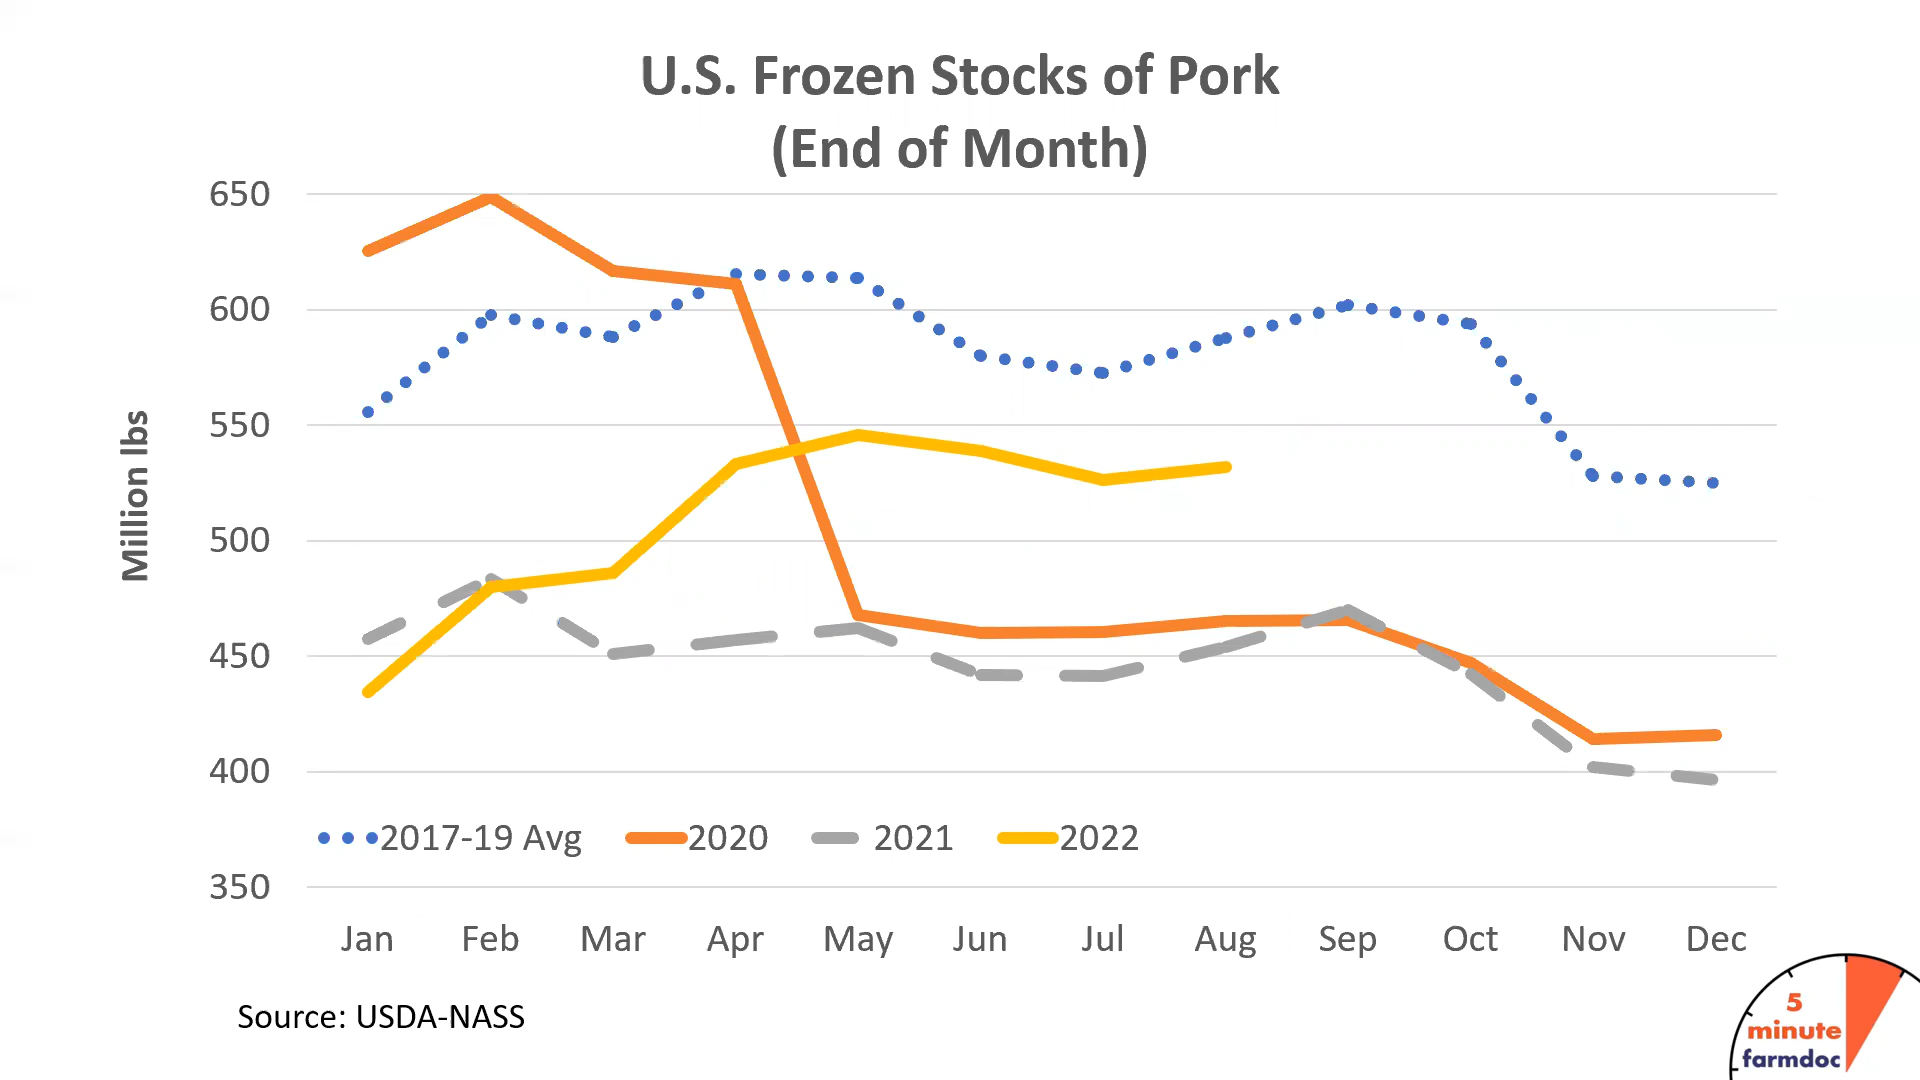 U.S. Frozen Stocks of Pork
(End of Month)
Million lbs
650
600
550
500
450
400
350
2017-19 Avg 2020 2021 2022
Jan Feb Mar Apr May Jun Jul Aug Sep Oct Nov Dec
Source: USDA-NASS
5
minute
farmdoc